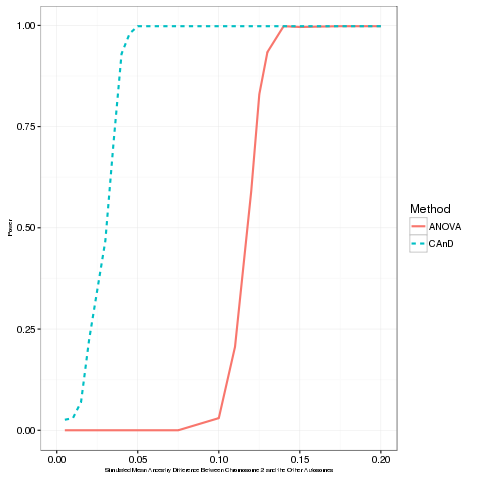 1.00
0.75
0.50
0.25
0.00
Power
0.00 0.05 0.10 0.15 0.20
Simulated Mean Ancestry Difference Between Chromosome 2 and the Other Autosomes
Method
ANOVA
CAnD